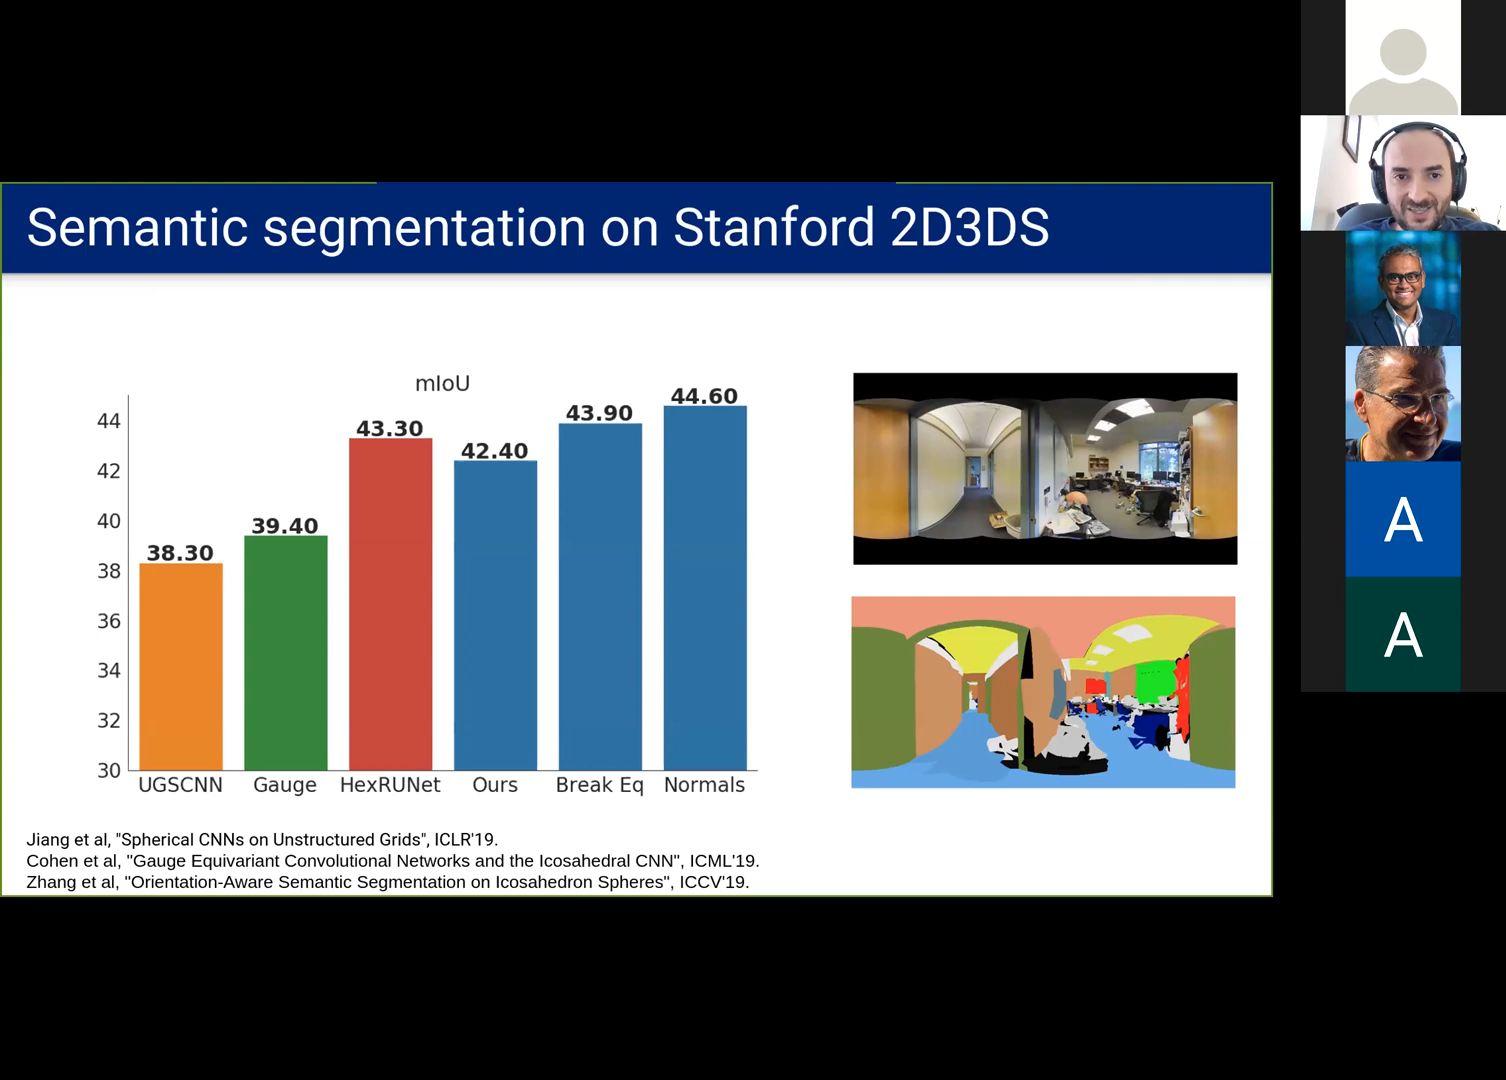 Semantic segmentation on Stanford 2D3DS
mIoU
44
42
40
38
36
34
32
30
38.30
39.40
43.30
42.40
43.90
44.60
UGSCNN
Gauge
HexRUNet
Ours
Break Eq
Normals
Jiang et al, "Spherical CNNs on Unstructured Grids", ICLR'19.
Cohen et al, "Gauge Equivariant Convolutional Networks and the Icosahedral CNN", ICML'19.
Zhang et al, "Orientation-Aware Semantic Segmentation on Icosahedron Spheres", ICCV'19.
A
A